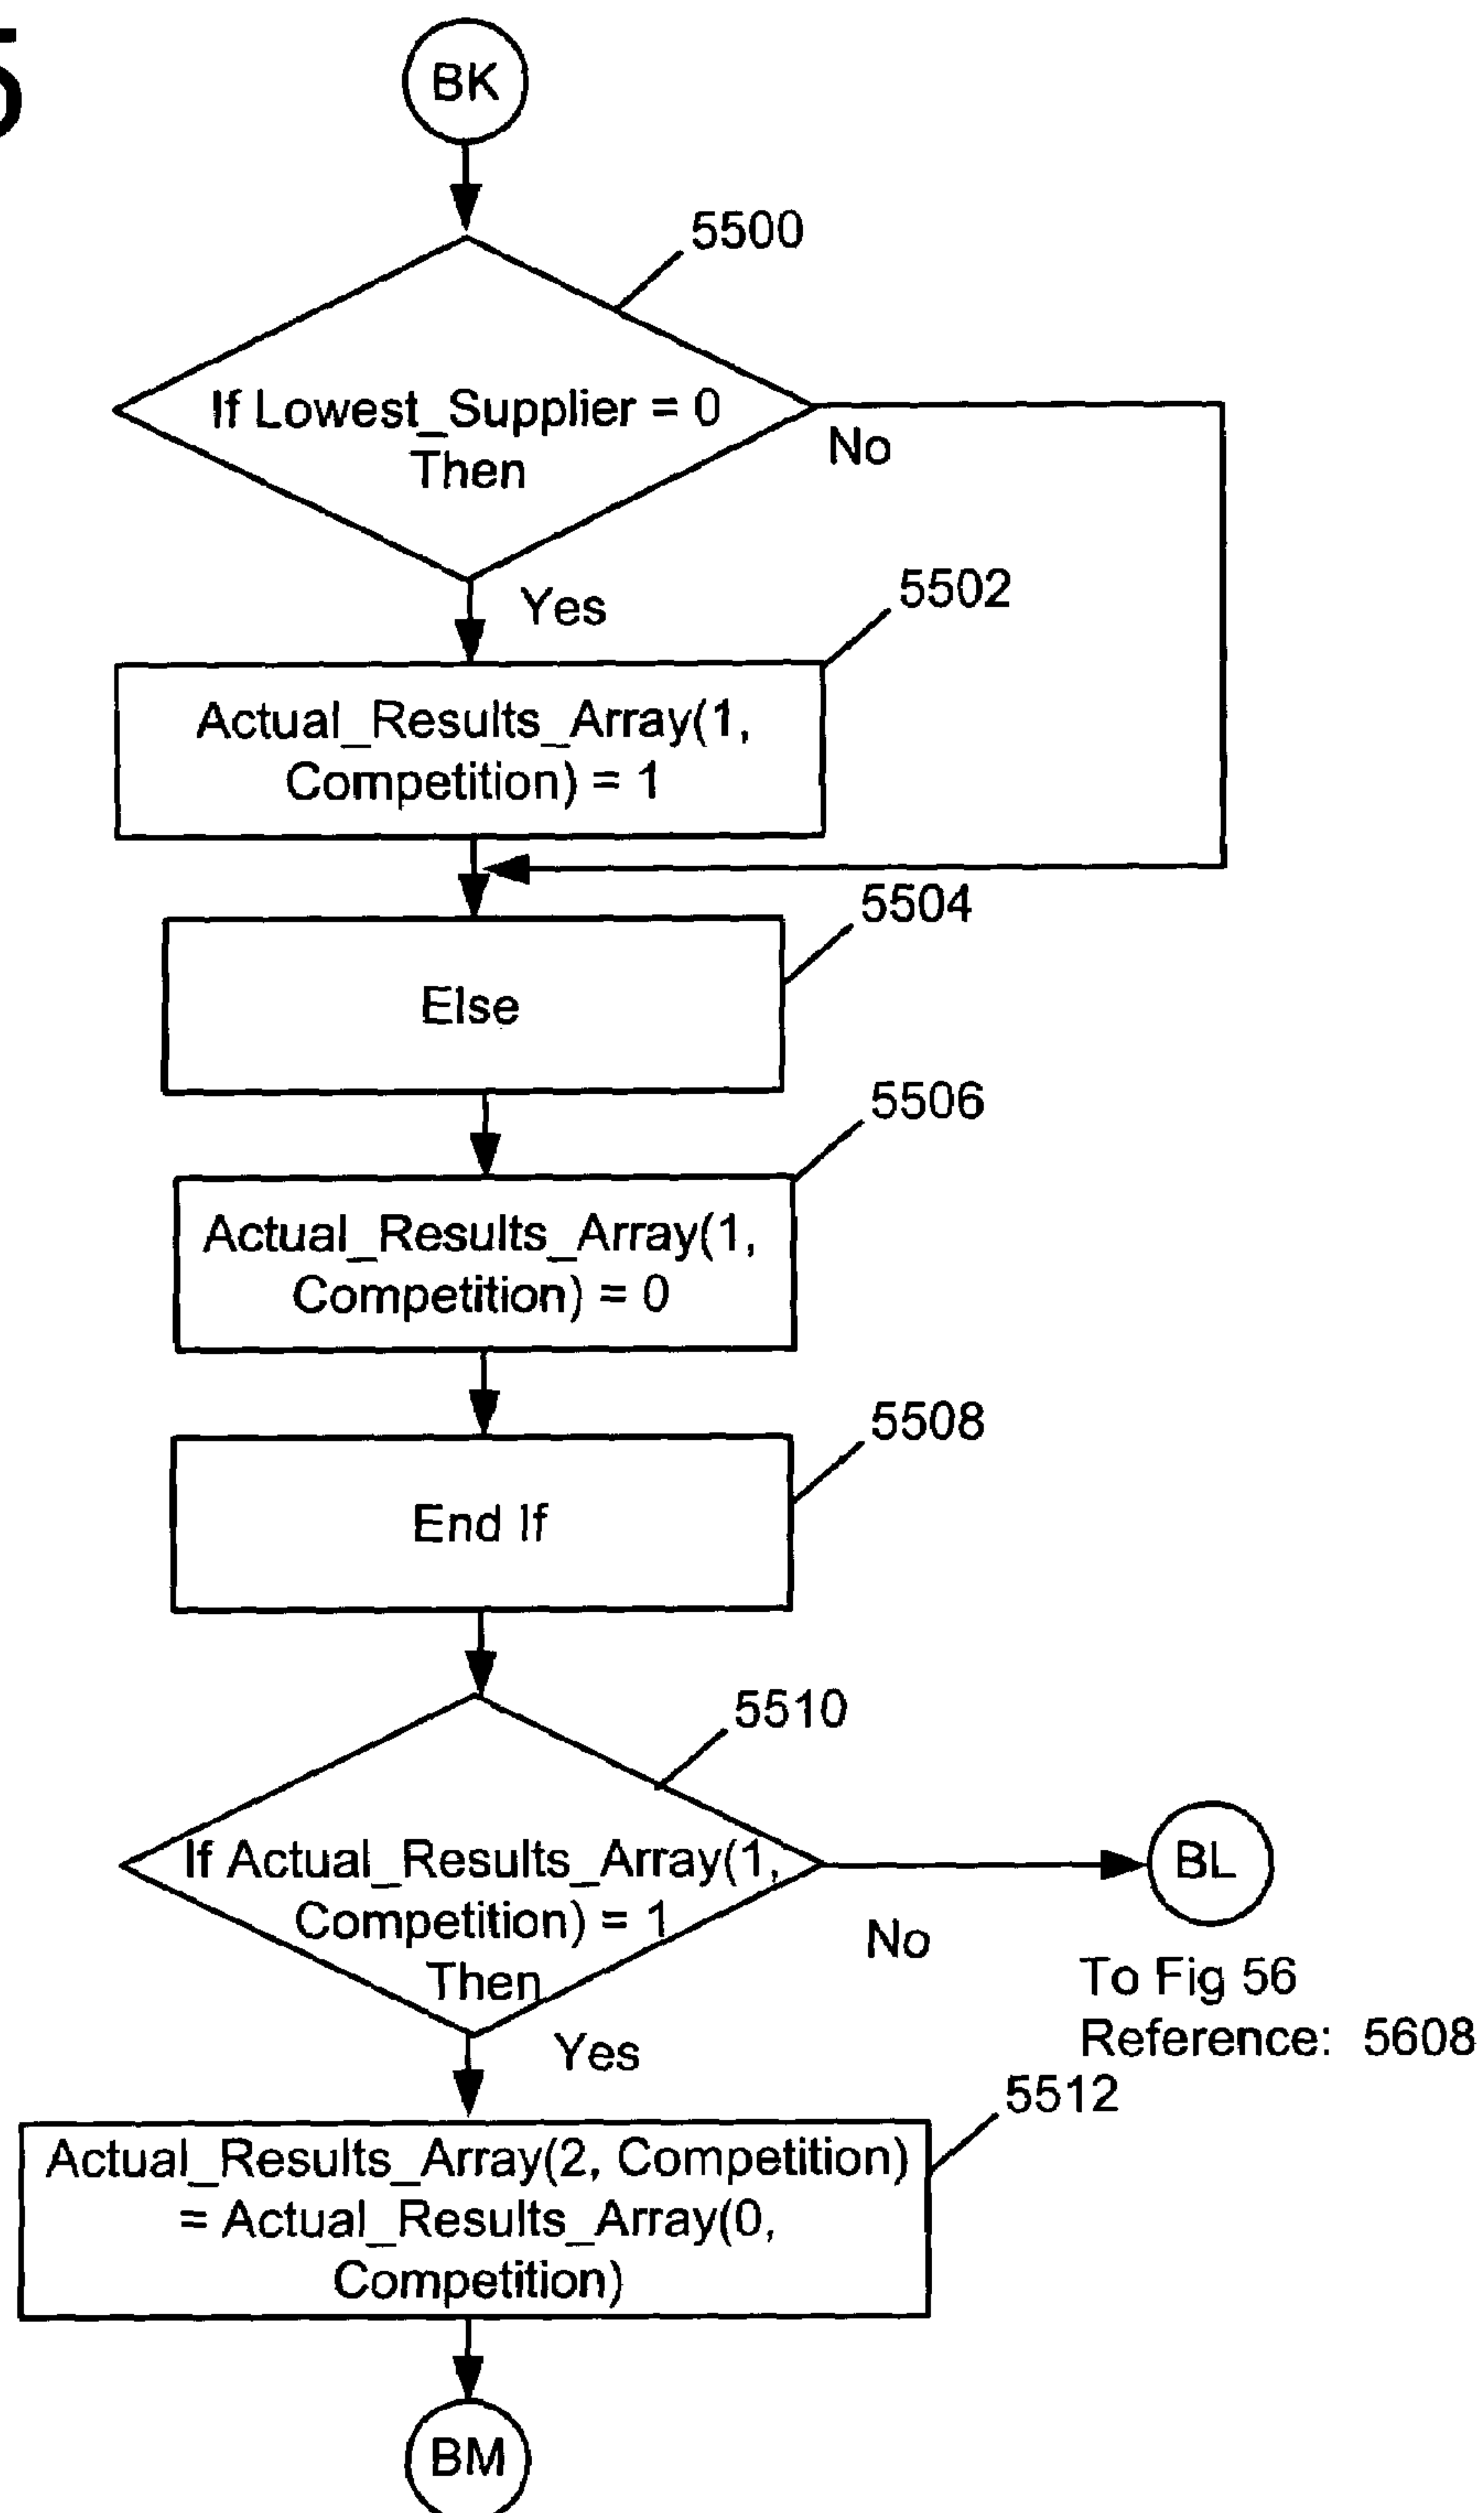 5
BK
5500
If Lowest_Supplier = 0
Then
No
Yes
5502
Actual_Results_Array(1,
Competition) = 1
5504
Else
5506
Actual_Results_Array(1,
Competition) = 0
5508
End If
5510
If Actual_Results_Array(1,
Competition) = 1
Then
BL
No
To Fig 56
Reference: 5608
Yes
5512
Actual_Results_Array(2, Competition)
= Actual_Results_Array(0,
Competition)
BM